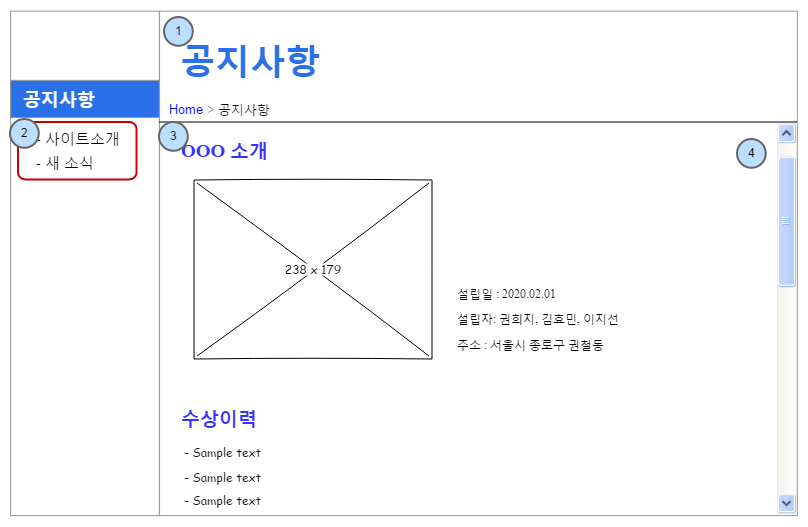 1
공지사항
Home > 공지사항
공지사항
2
- 사이트소개
- 새 소식
3
OOO 소개
4
238 x 179
설립일 : 2020.02.01
설립자: 권희지, 김효민, 이지선
주소 : 서울시 종로구 권철동
수상이력
- Sample text
- Sample text
- Sample text